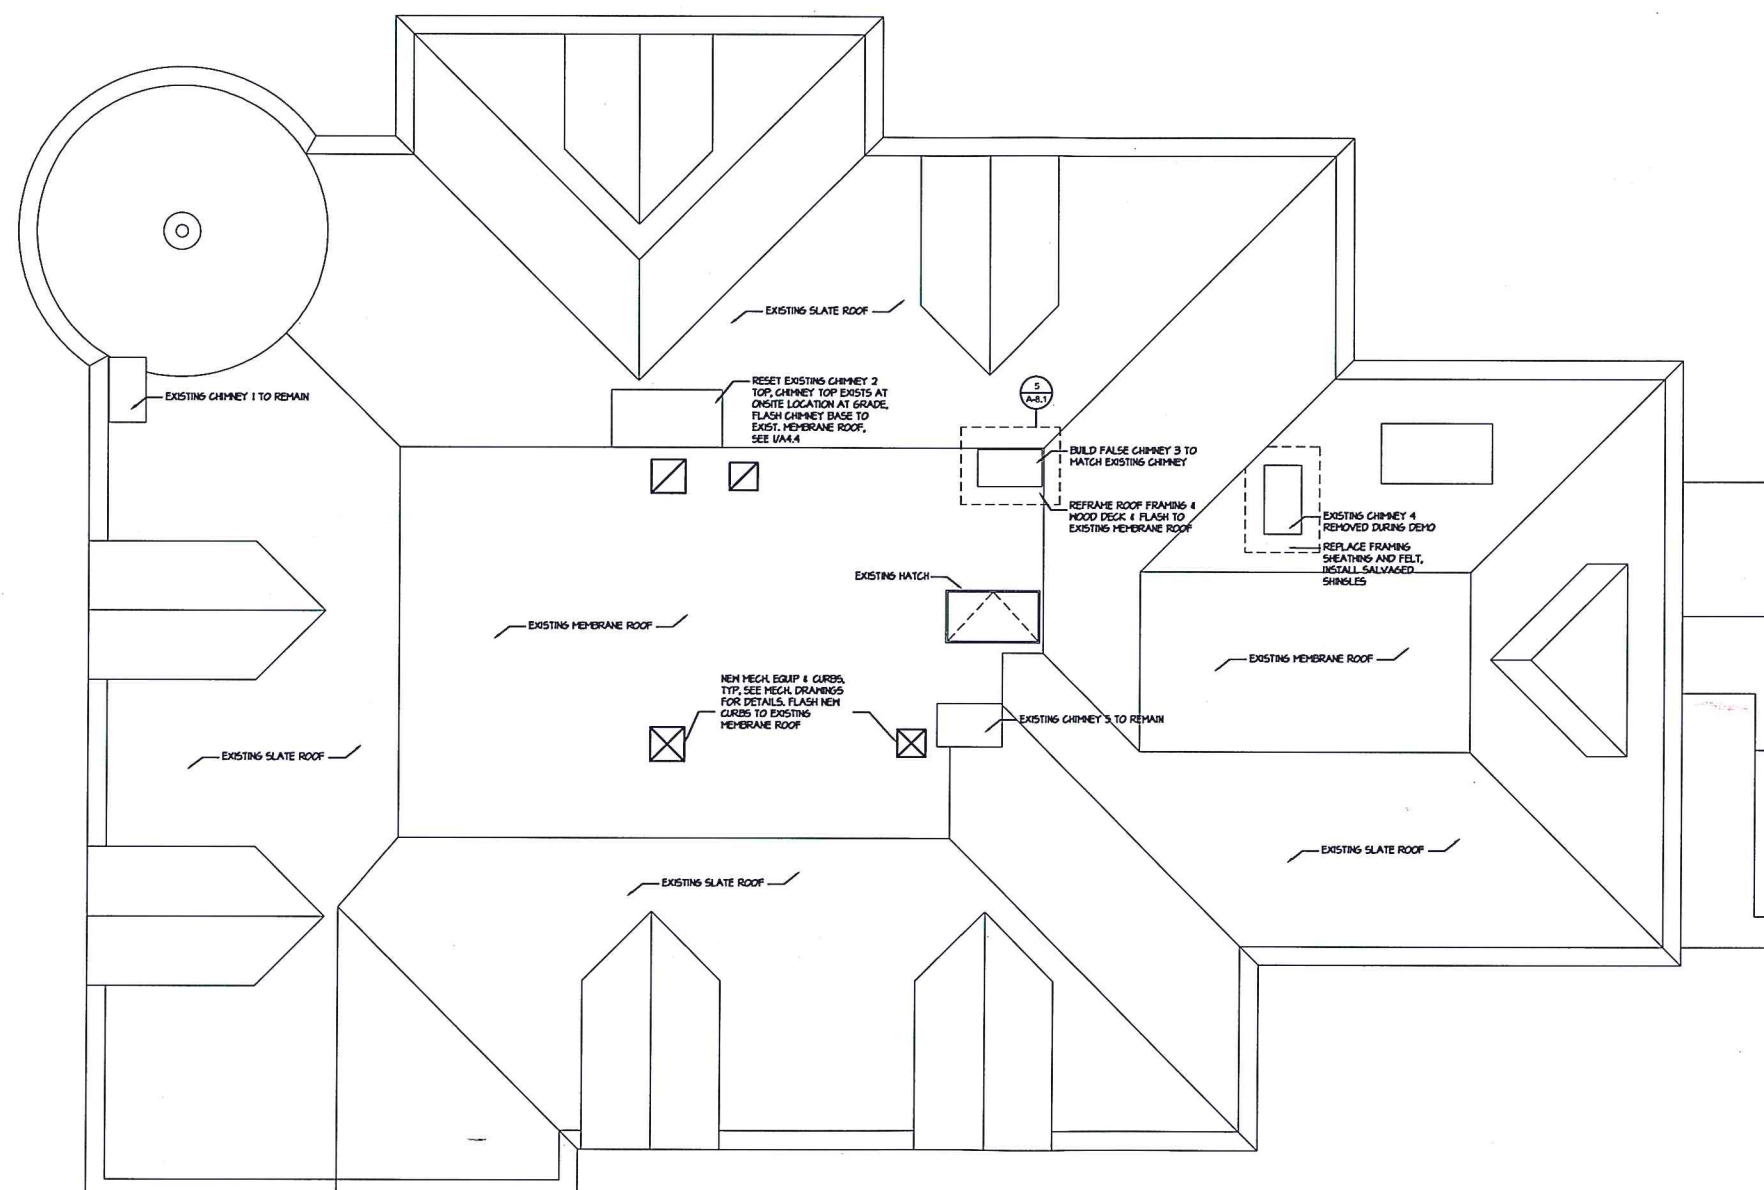 EXISTING SLATE ROOF
RESET EXISTING CHIMNEY 2
TOP, CHIMNEY TOP EXISTS AT
ONSITE LOCATION AT GRADE,
FLASH CHIMNEY BASE TO
EXIST. MEMBRANE ROOF,
SEE 1/A4.4
5
A-8.1
EXISTING CHIMNEY 1 TO REMAIN
BUILD FALSE CHIMNEY 3 TO
MATCH EXISTING CHIMNEY
REFRAME ROOF FRAMING &
WOOD DECK & FLASH TO
EXISTING MEMBRANE ROOF
EXISTING CHIMNEY 4
REMOVED DURING DEMO
REPLACE FRAMING
SHEATHING AND FELT,
INSTALL SALVAGED
SHINGLES
EXISTING HATCH
EXISTING MEMBRANE ROOF
EXISTING MEMBRANE ROOF
NEW MECH. EQUIP & CURBS,
TYP, SEE MECH. DRAWINGS
FOR DETAILS. FLASH NEW
CURBS TO EXISTING
MEMBRANE ROOF
EXISTING CHIMNEY 5 TO REMAIN
EXISTING SLATE ROOF
EXISTING SLATE ROOF
EXISTING SLATE ROOF